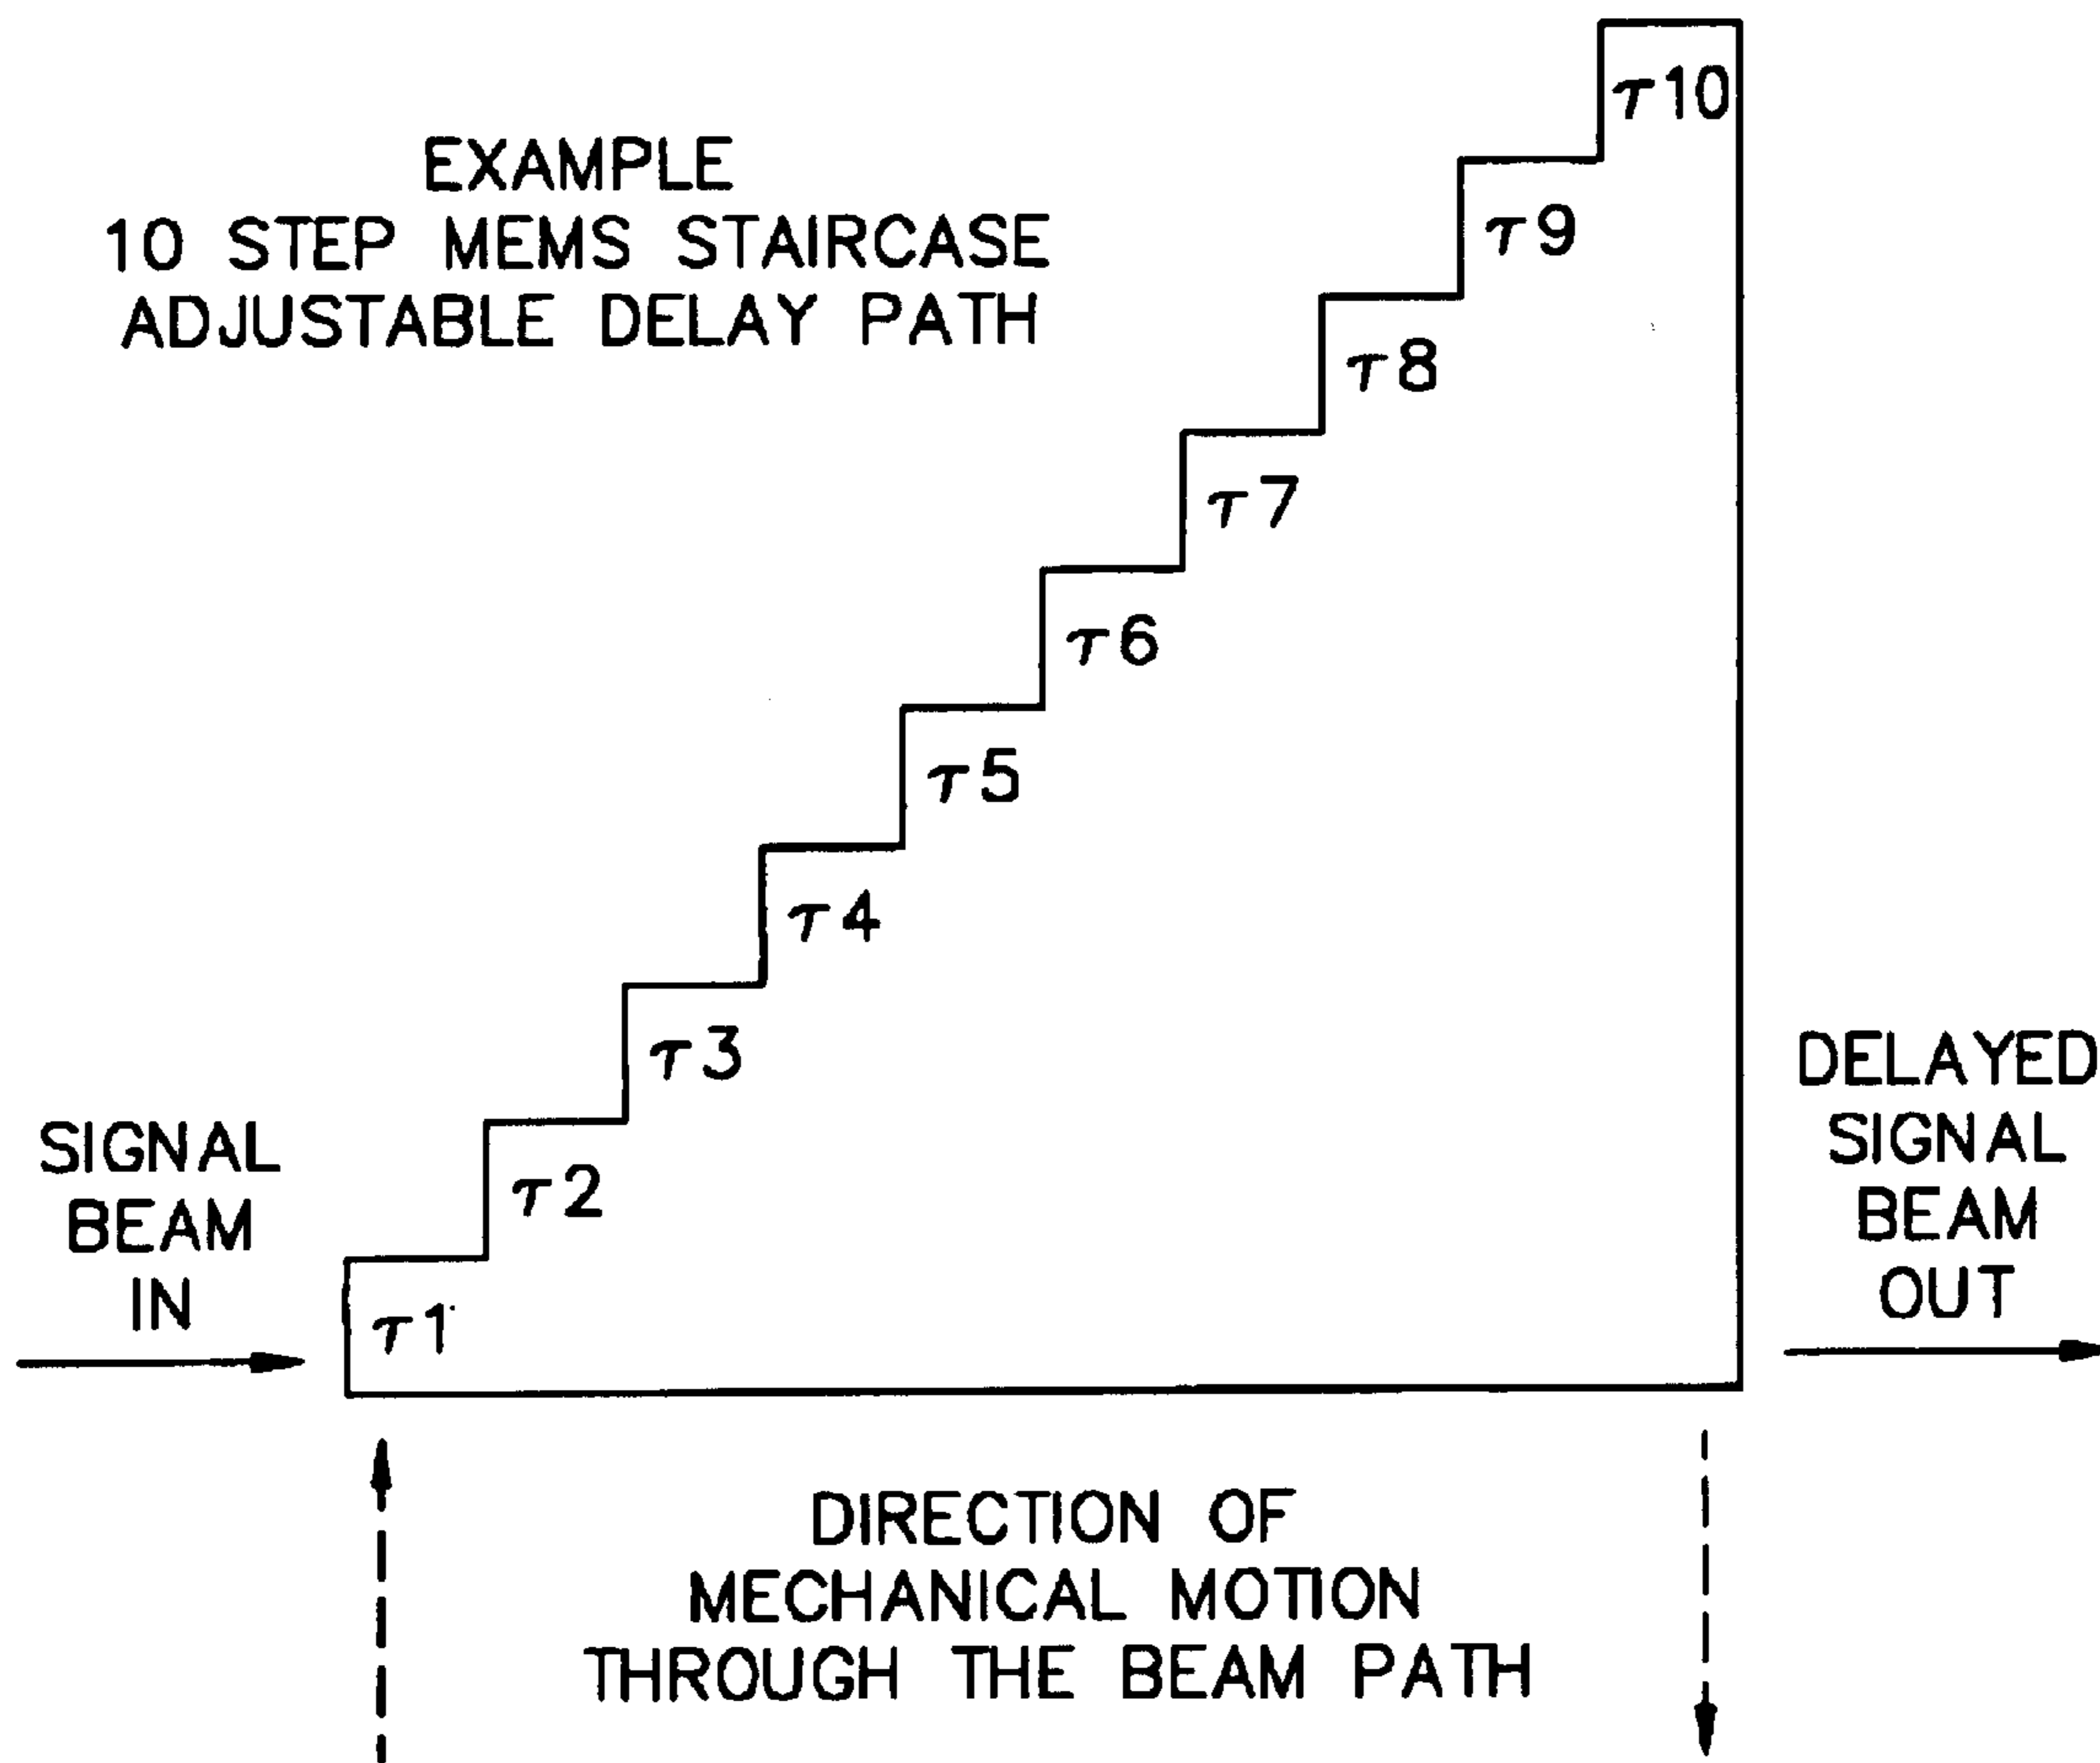 EXAMPLE
10 STEP MEMS STAIRCASE
ADJUSTABLE DELAY PATH
τ10
τ9
τ8
τ7
τ6
τ5
τ4
τ3
τ2
τ1
SIGNAL
BEAM
IN
DELAYED
SIGNAL
BEAM
OUT
DIRECTION OF
MECHANICAL MOTION
THROUGH THE BEAM PATH